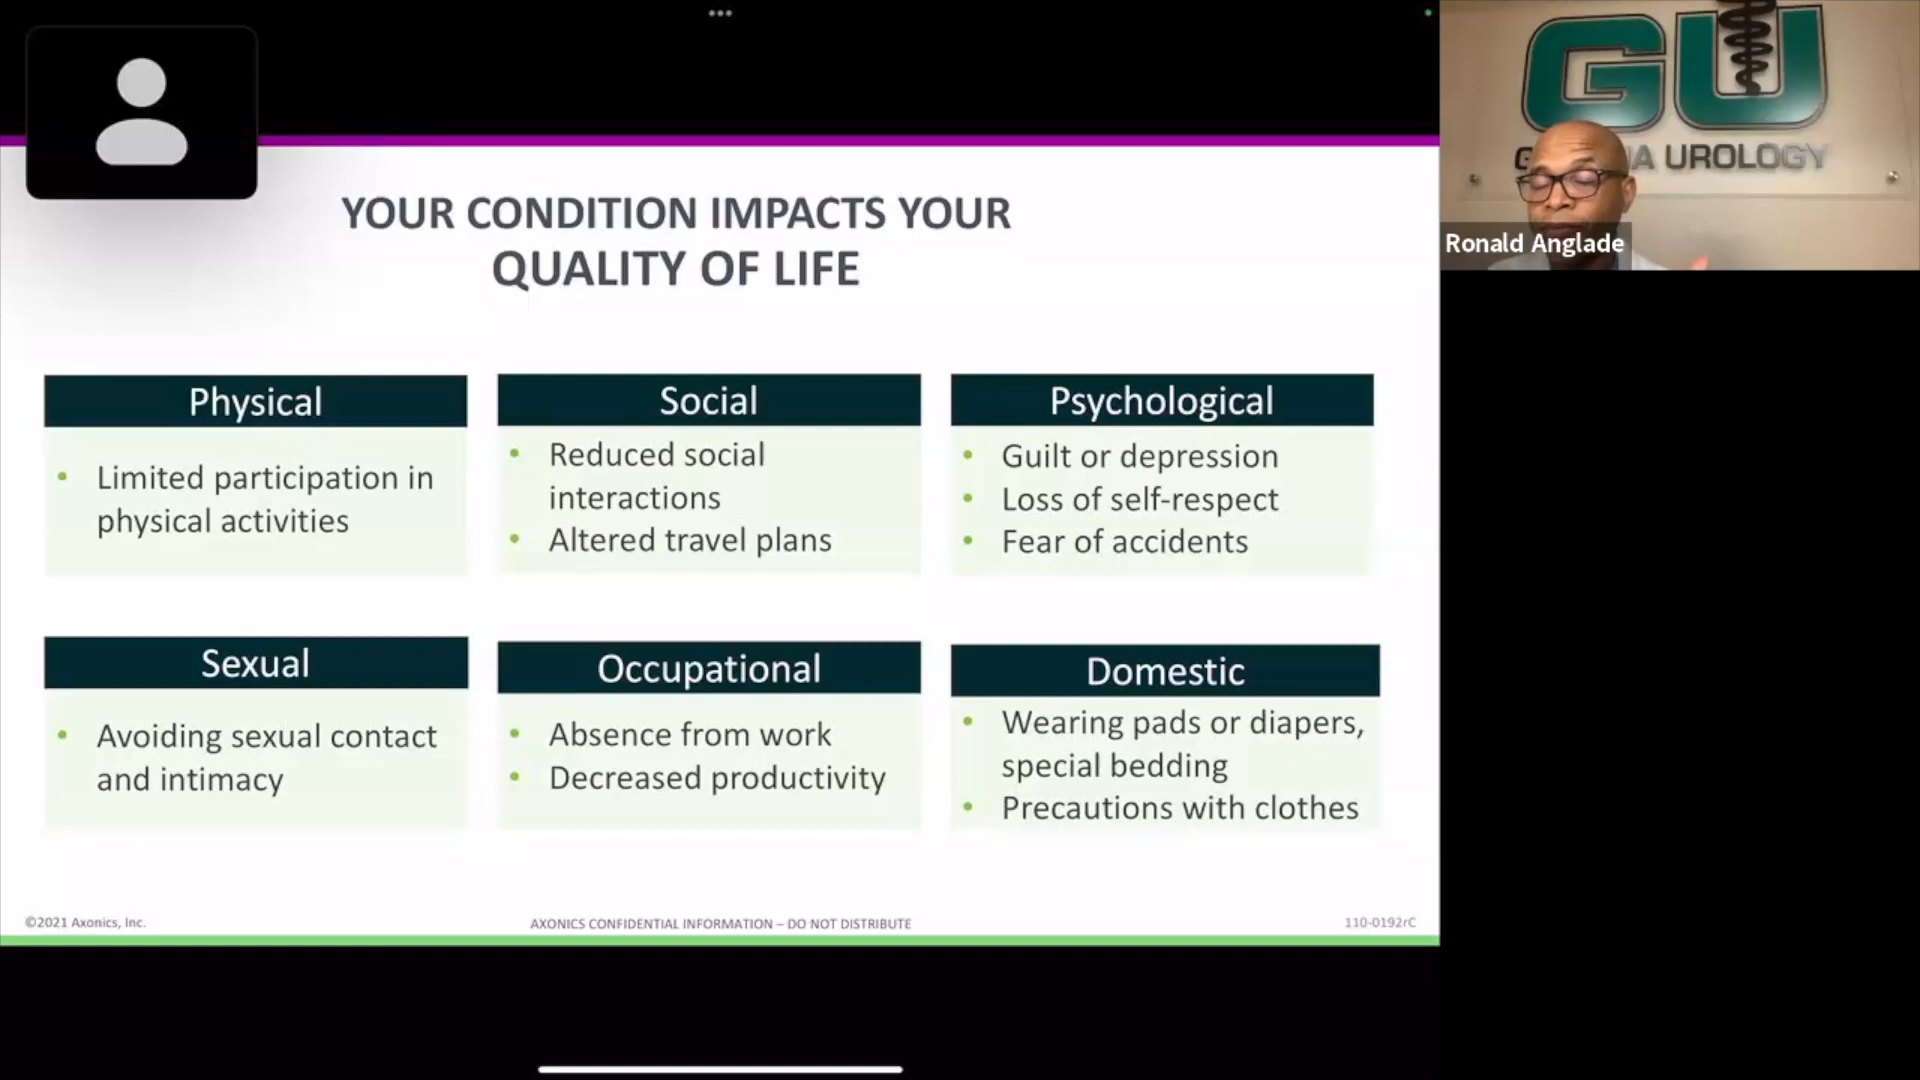 YOUR CONDITION IMPACTS YOUR
QUALITY OF LIFE
Physical
• Limited participation in
physical activities
Social
• Reduced social
interactions
• Altered travel plans
Psychological
• Guilt or depression
• Loss of self-respect
• Fear of accidents
Sexual
• Avoiding sexual contact
and intimacy
Occupational
• Absence from work
• Decreased productivity
Domestic
• Wearing pads or diapers,
special bedding
• Precautions with clothes
©2021 Axonics, Inc.
AXONICS CONFIDENTIAL INFORMATION – DO NOT DISTRIBUTE
110-0192rC
GU
UROLOGY
Ronald Anglade